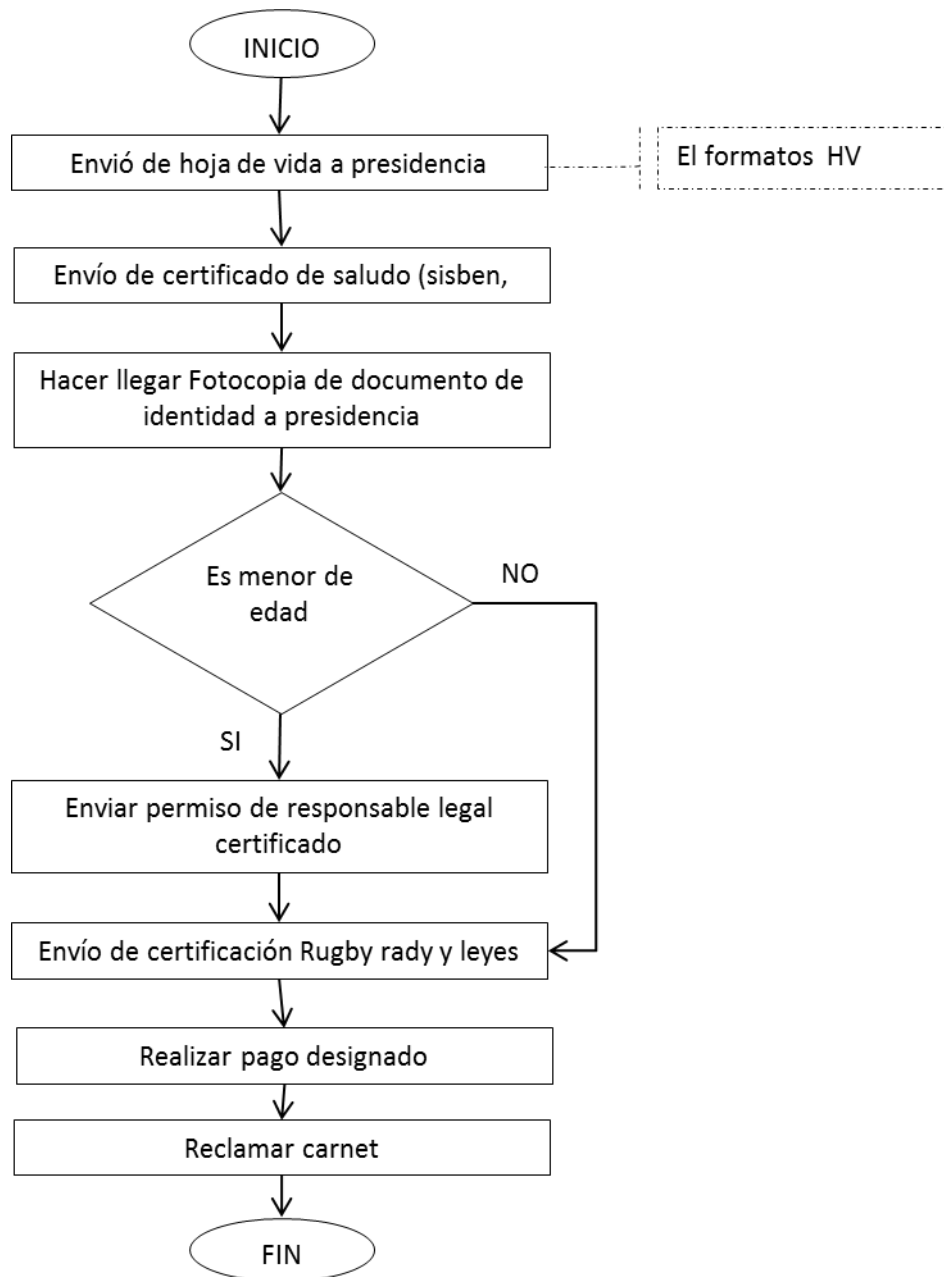 INICIO
Envió de hoja de vida a presidencia
El formatos HV
Envío de certificado de saludo (sisben,
Hacer llegar Fotocopia de documento de
identidad a presidencia
Es menor de
edad
NO
SI
Enviar permiso de responsable legal
certificado
Envío de certificación Rugby rady y leyes
Realizar pago designado
Reclamar carnet
FIN